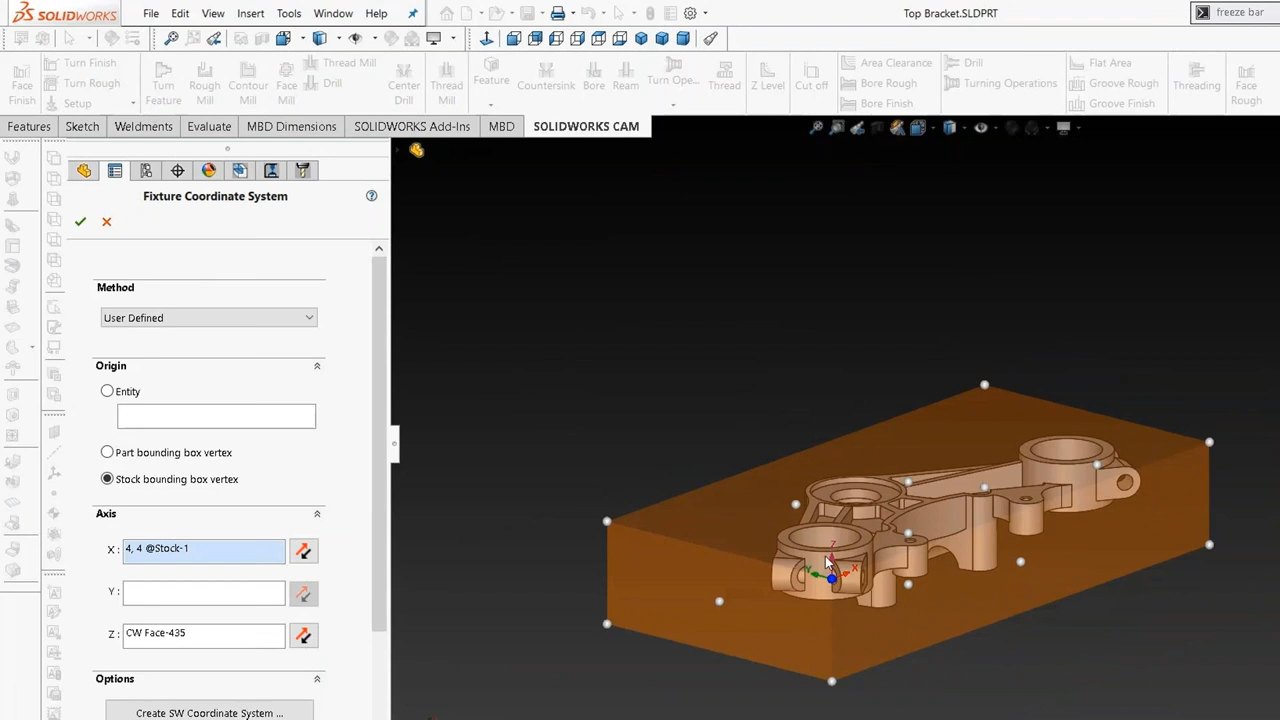 SOLIDWORKS File Edit View Insert Tools Window Help Top Bracket.SLDPRT freeze bar
Face Finish
Turn Finish
Turn Rough
Setup
Turn Feature
Rough Mill
Contour Mill
Face Mill
Thread Mill
Drill
Center Drill
Thread Mill
Feature
Countersink
Bore
Ream
Turn Ope...
Thread
Z Level
Cut off
Area Clearance
Bore Rough
Bore Finish
Drill
Turning Operations
Flat Area
Groove Rough
Groove Finish
Threading
Face Rough
Features Sketch Weldments Evaluate MBD Dimensions SOLIDWORKS Add-Ins MBD SOLIDWORKS CAM
Fixture Coordinate System
Method
User Defined
Origin
Entity
Part bounding box vertex
Stock bounding box vertex
Axis
X : 4, 4 @Stock-1
Y :
Z : CW Face-435
Options
Create SW Coordinate System ...
Z
Y
X